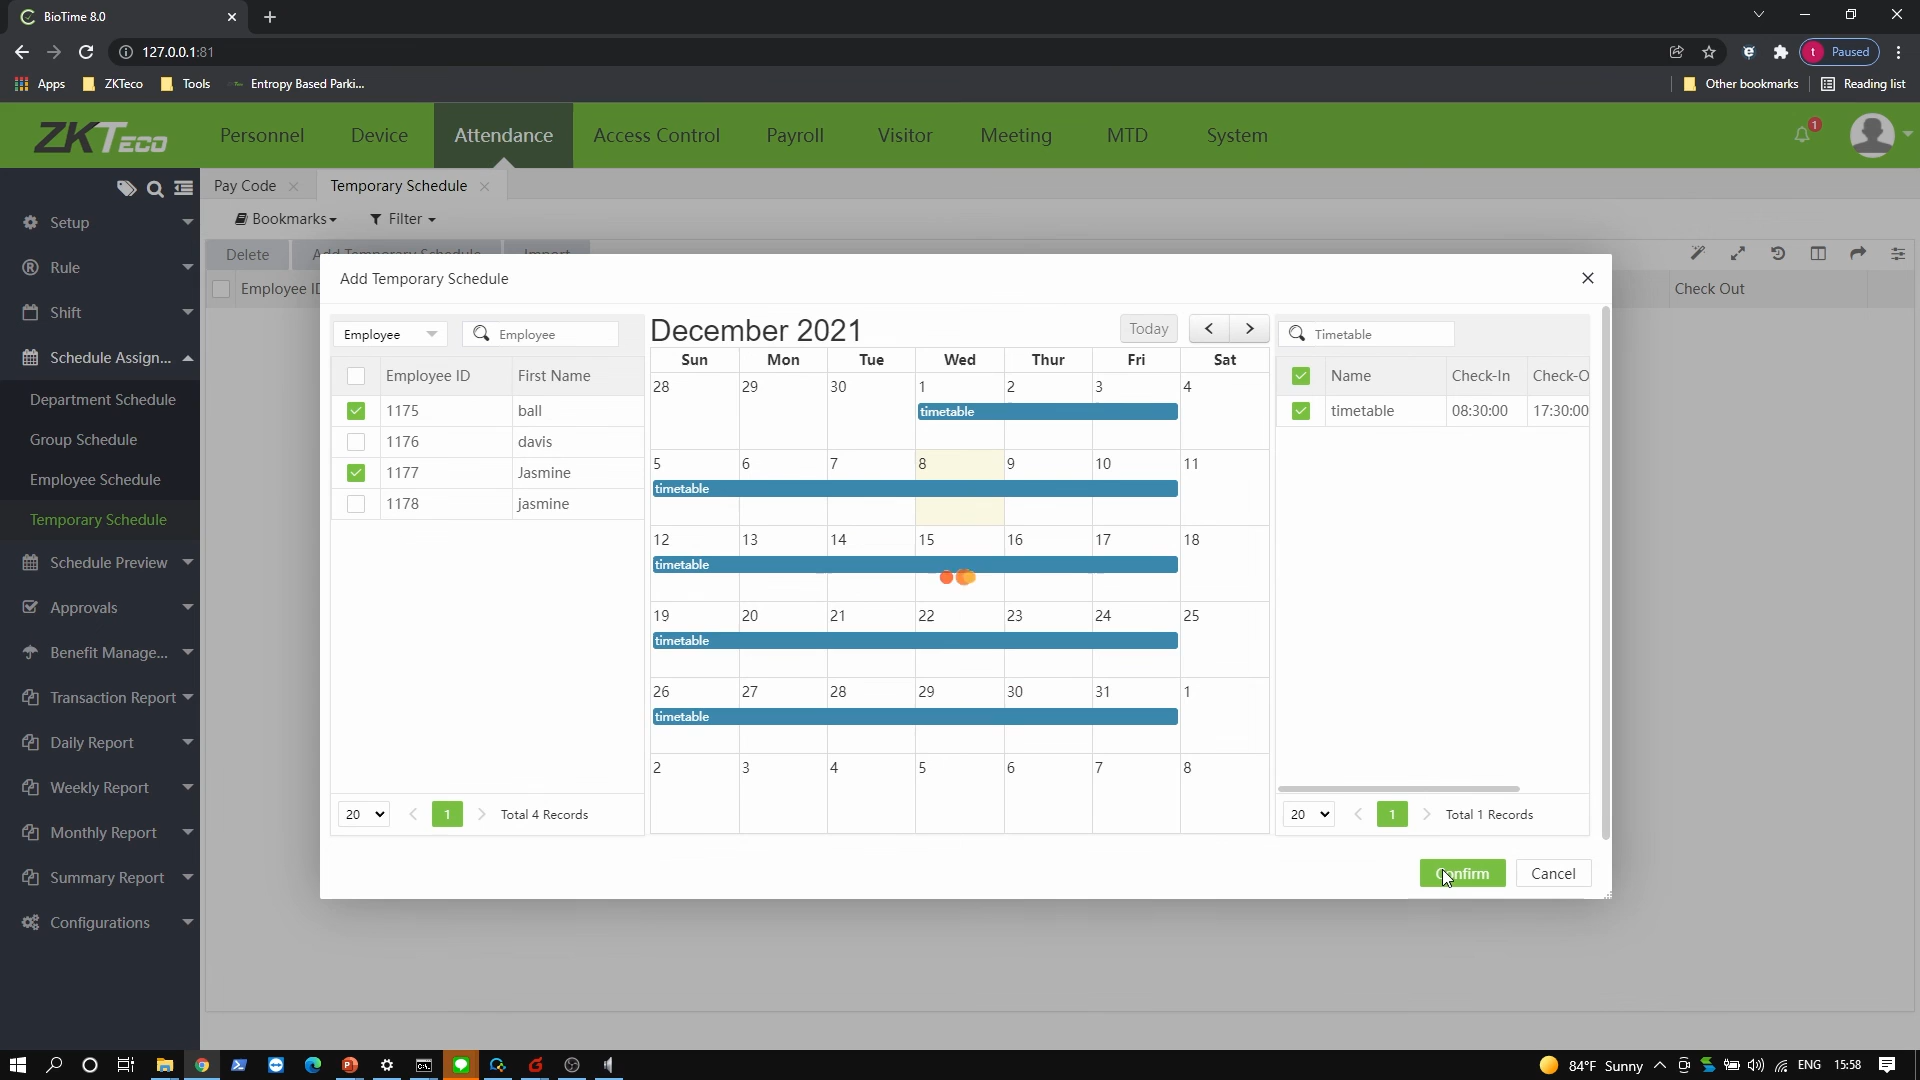 BioTime 8.0
127.0.0.1:81
t Paused
Apps ZKTeco Tools Entropy Based Parki...
Other bookmarks Reading list
ZKTeco Personnel Device Attendance Access Control Payroll Visitor Meeting MTD System
1
Pay Code Temporary Schedule
Bookmarks Filter
Delete Add Temporary Schedule Import
Employee ID
Check Out
Setup
Rule
Shift
Schedule Assign...
Department Schedule
Group Schedule
Employee Schedule
Temporary Schedule
Schedule Preview
Approvals
Benefit Manage...
Transaction Report
Daily Report
Weekly Report
Monthly Report
Summary Report
Configurations
Add Temporary Schedule
Employee Employee
Employee ID First Name
1175 ball
1176 davis
1177 Jasmine
1178 jasmine
20 1 Total 4 Records
December 2021
Today
Sun Mon Tue Wed Thur Fri Sat
28 29 30 1 2 3 4
timetable
5 6 7 8 9 10 11
timetable
12 13 14 15 16 17 18
timetable
19 20 21 22 23 24 25
timetable
26 27 28 29 30 31 1
timetable
2 3 4 5 6 7 8
Timetable
Name Check-In Check-O
timetable 08:30:00 17:30:00
20 1 Total 1 Records
Confirm Cancel
84°F Sunny ENG 15:58